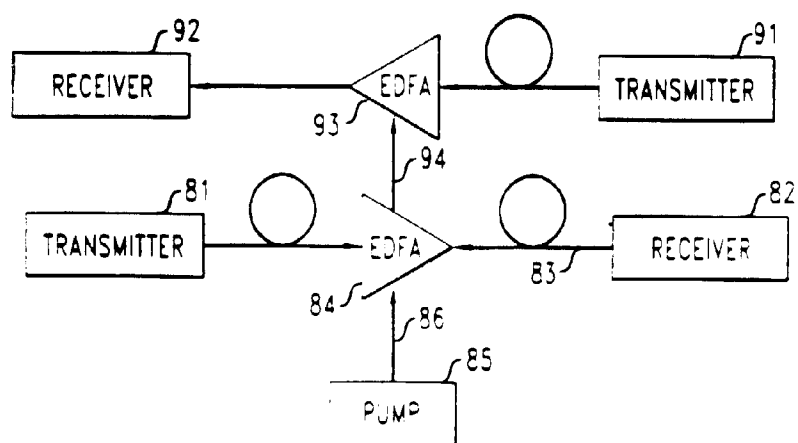 92
RECEIVER
EDFA
93
91
TRANSMITTER
94
81
TRANSMITTER
EDFA
84
82
RECEIVER
83
86
85
PUMP